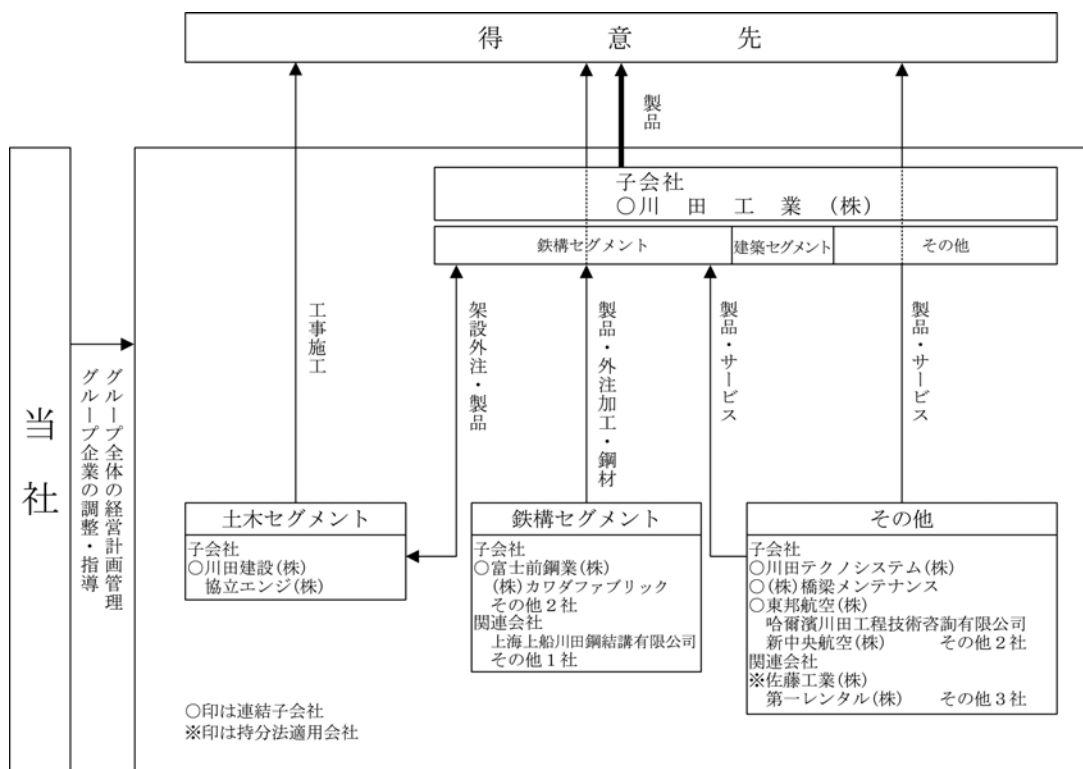 得意先
製品
子会社
○川田工業(株)
鉄構セグメント
建築セグメント
その他
工事施工
架設外注・製品
製品・外注加工・鋼材
製品・サービス
製品・サービス
当社
グループ全体の経営計画管理
グループ企業の調整・指導
土木セグメント
子会社
○川田建設(株)
協立エンジ(株)
鉄構セグメント
子会社
○富士前鋼業(株)
(株)カワダファブリック
その他2社
関連会社
上海上船川田鋼結講有限公司
その他1社
その他
子会社
○川田テクノシステム(株)
○(株)橋梁メンテナンス
○東邦航空(株)
哈爾濱川田工程技術咨訽有限公司
新中央航空(株) その他2社
関連会社
※佐藤工業(株)
第一レンタル(株) その他3社
○印は連結子会社
※印は持分法適用会社